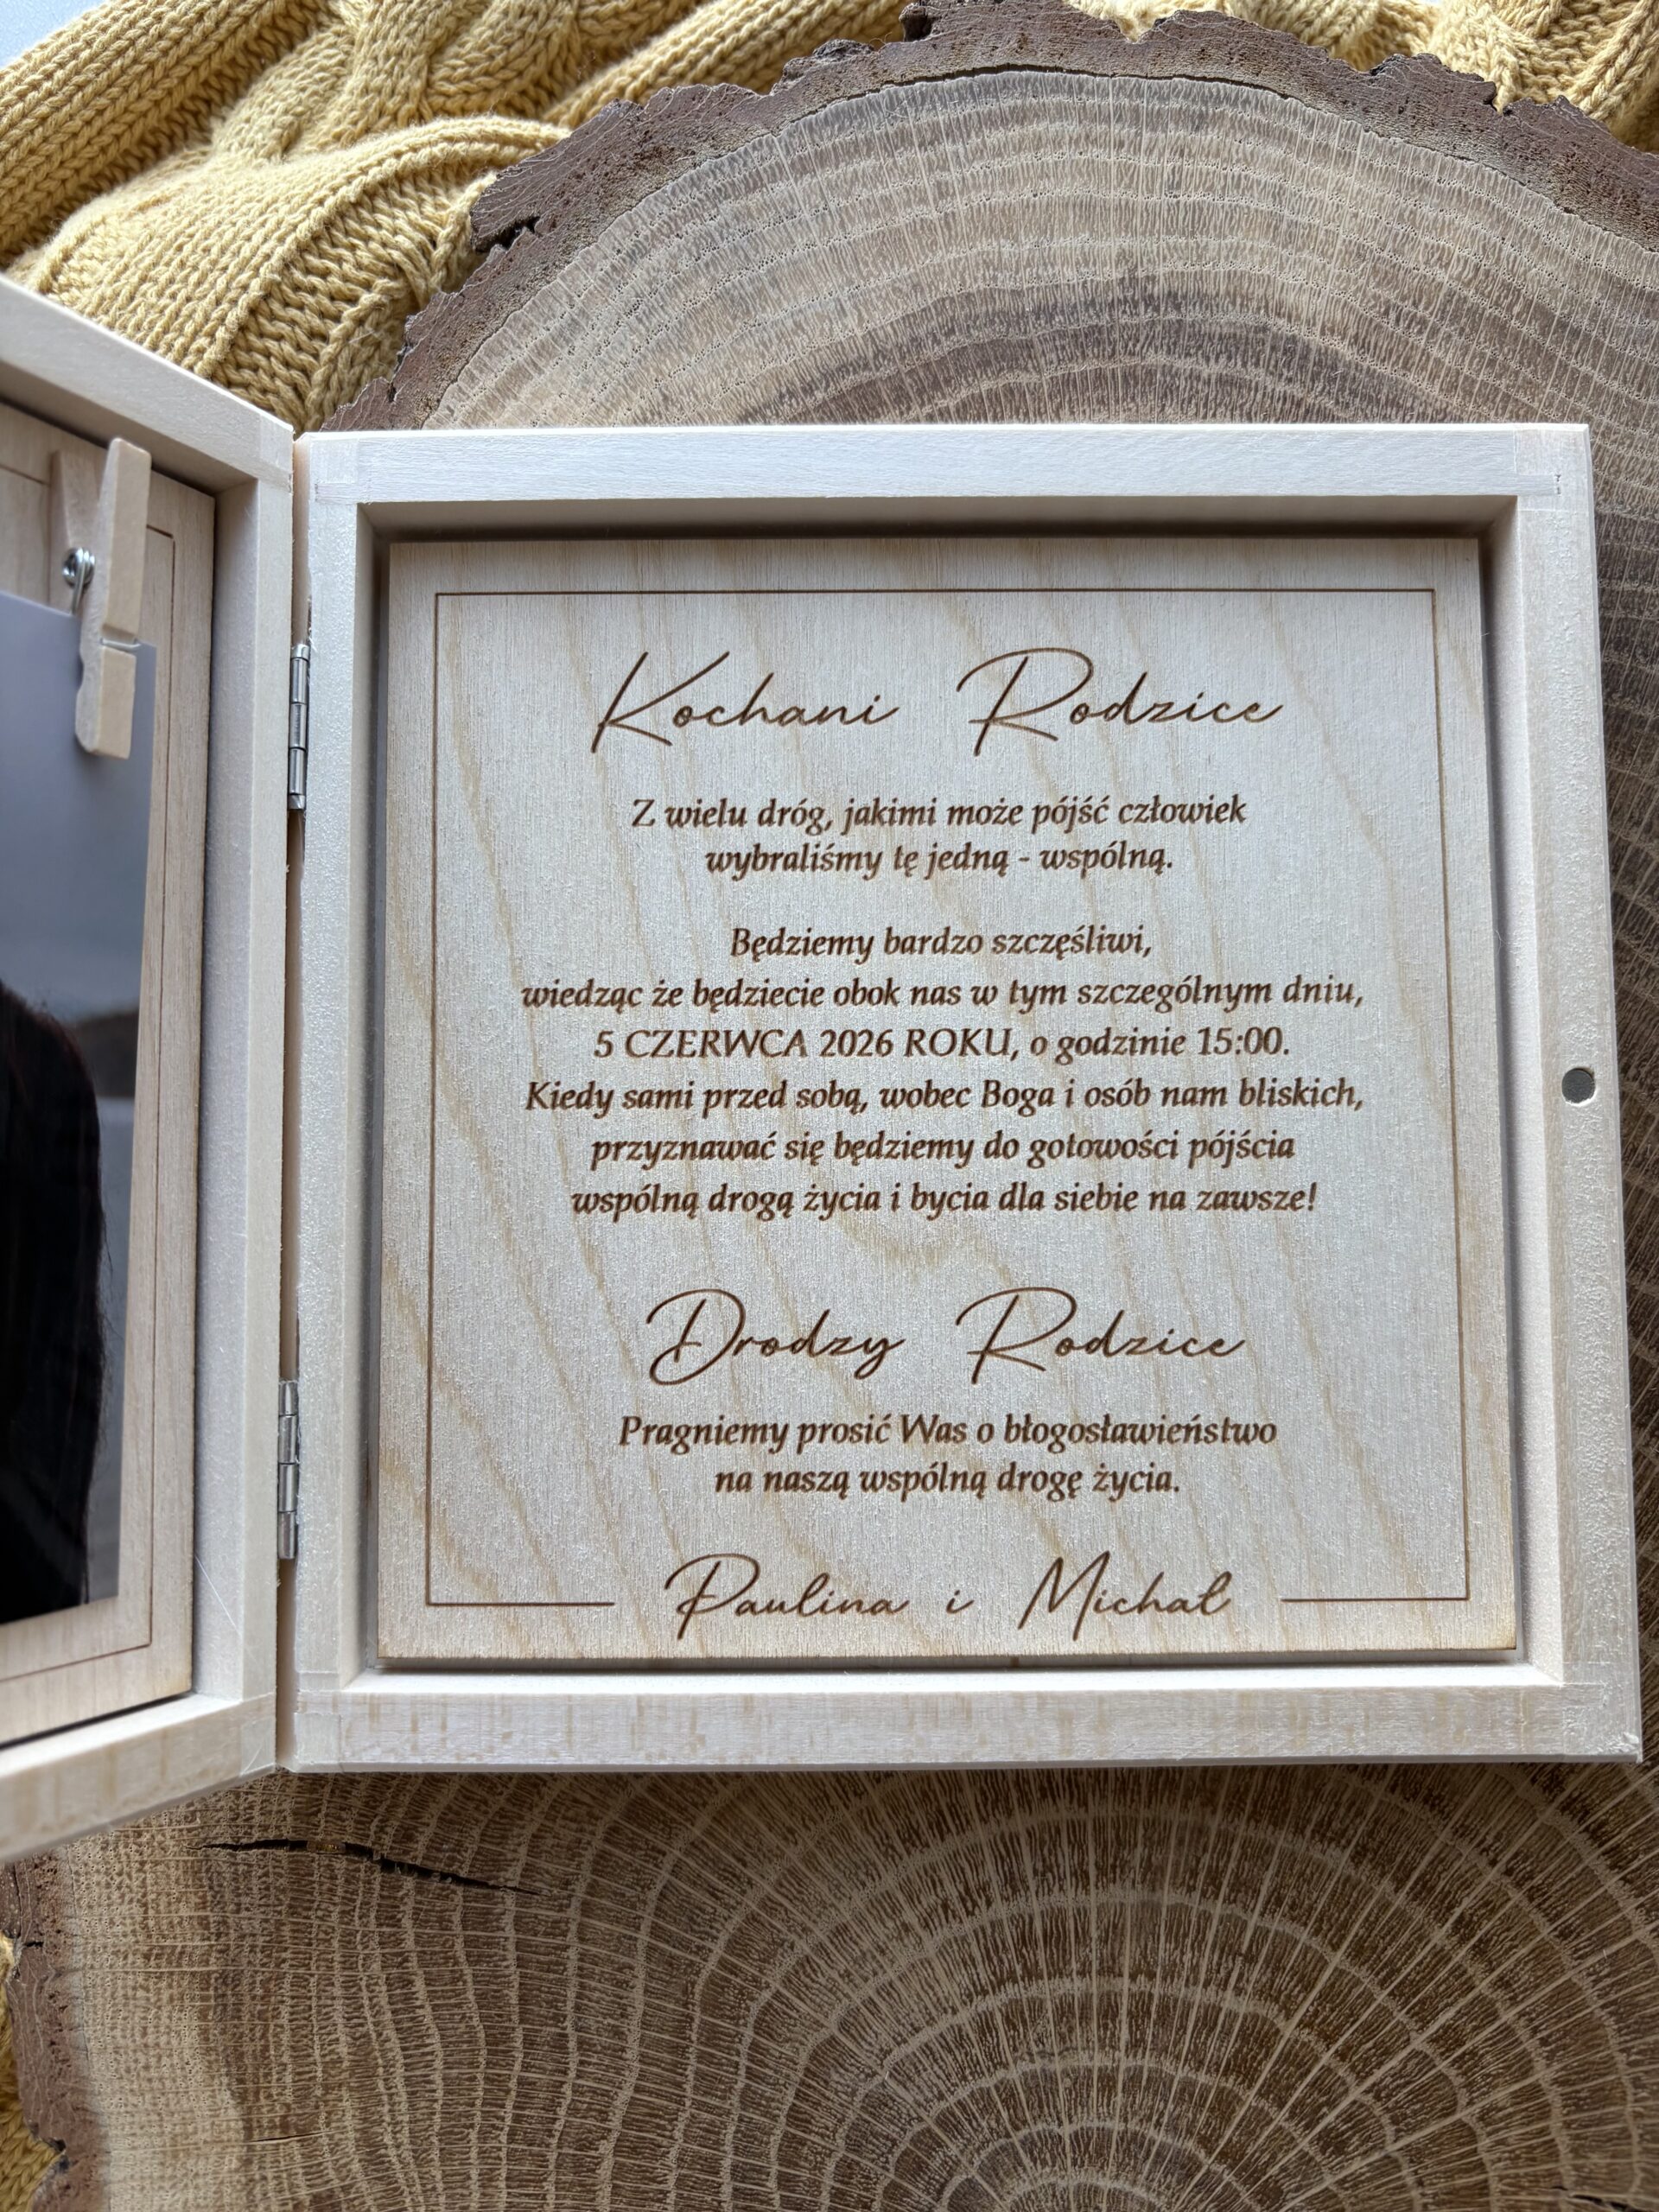 Kochani Rodzice
Z wielu dróg, jakimi może pójść człowiek
wybraliśmy tę jedną - wspólną.
Będziemy bardzo szczęśliwi,
wiedząc że będziecie obok nas w tym szczególnym dniu,
5 CZERWCA 2026 ROKU, o godzinie 15:00.
Kiedy sami przed sobą, wobec Boga i osób nam bliskich,
przyznawać się będziemy do gotowości pójścia
wspólną drogą życia i bycia dla siebie na zawsze!
Drodzy Rodzice
Pragniemy prosić Was o błogosławieństwo
na naszą wspólną drogę życia.
Paulina i Michał